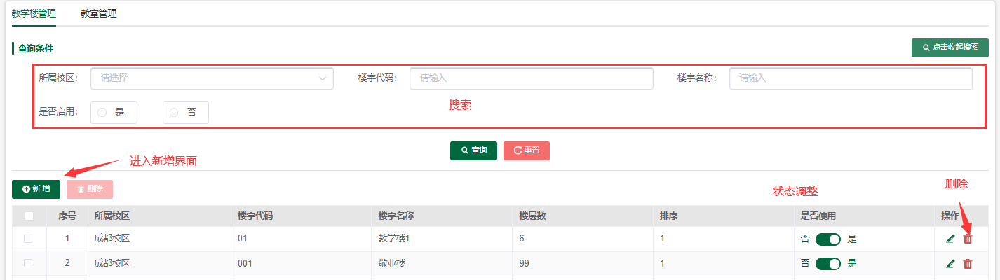 教学楼管理 教室管理
查询条件 点击收起搜索
所属校区： 请选择 楼宇代码： 请输入 楼宇名称： 请输入
是否启用： 是 否
搜索
查询 重置
进入新增界面
新 增 删除
状态调整 删除
序号 所属校区 楼宇代码 楼宇名称 楼层数 排序 是否使用 操作
1 成都校区 01 教学楼1 6 1 否 是
2 成都校区 001 敬业楼 99 1 否 是